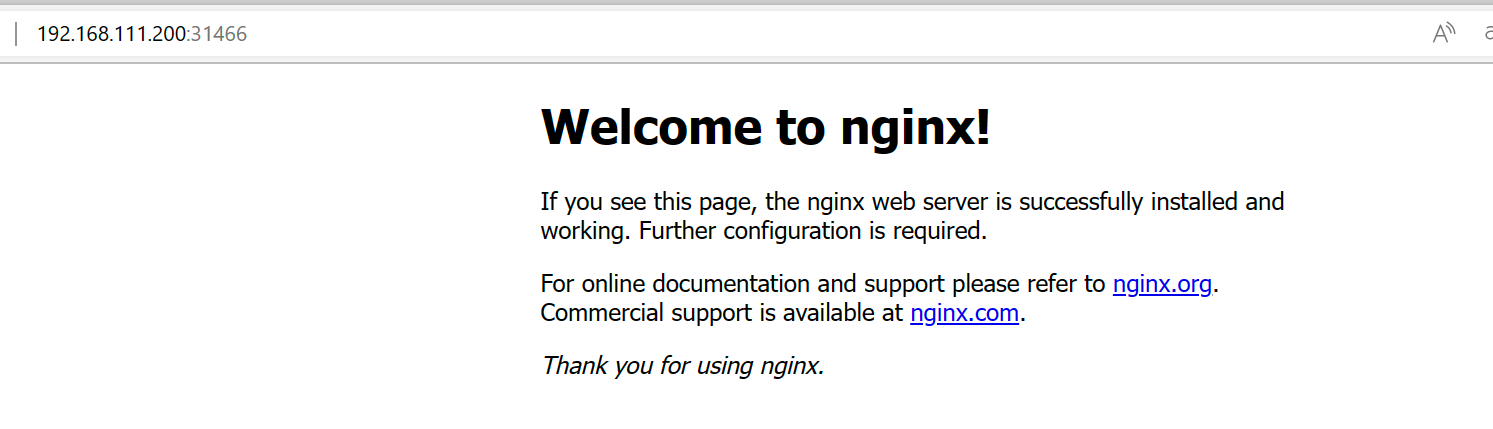 192.168.111.200:31466
Welcome to nginx!
If you see this page, the nginx web server is successfully installed and
working. Further configuration is required.
For online documentation and support please refer to nginx.org.
Commercial support is available at nginx.com.
Thank you for using nginx.